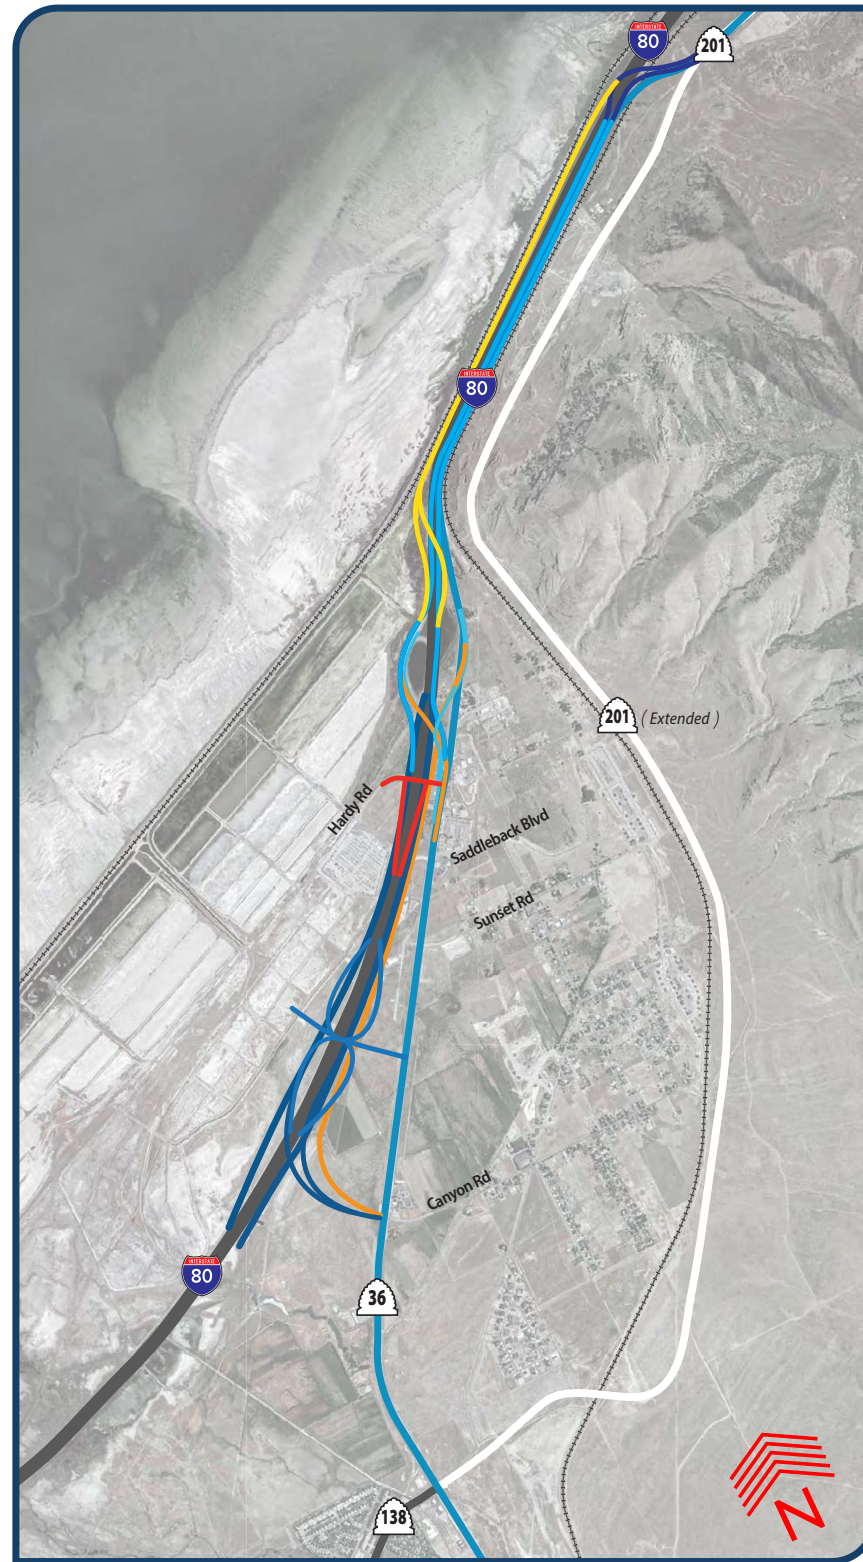 INTERSTATE
80
201
INTERSTATE
80
201
( Extended )
Hardy Rd
Saddleback Blvd
Sunset Rd
Canyon Rd
INTERSTATE
80
36
138
N